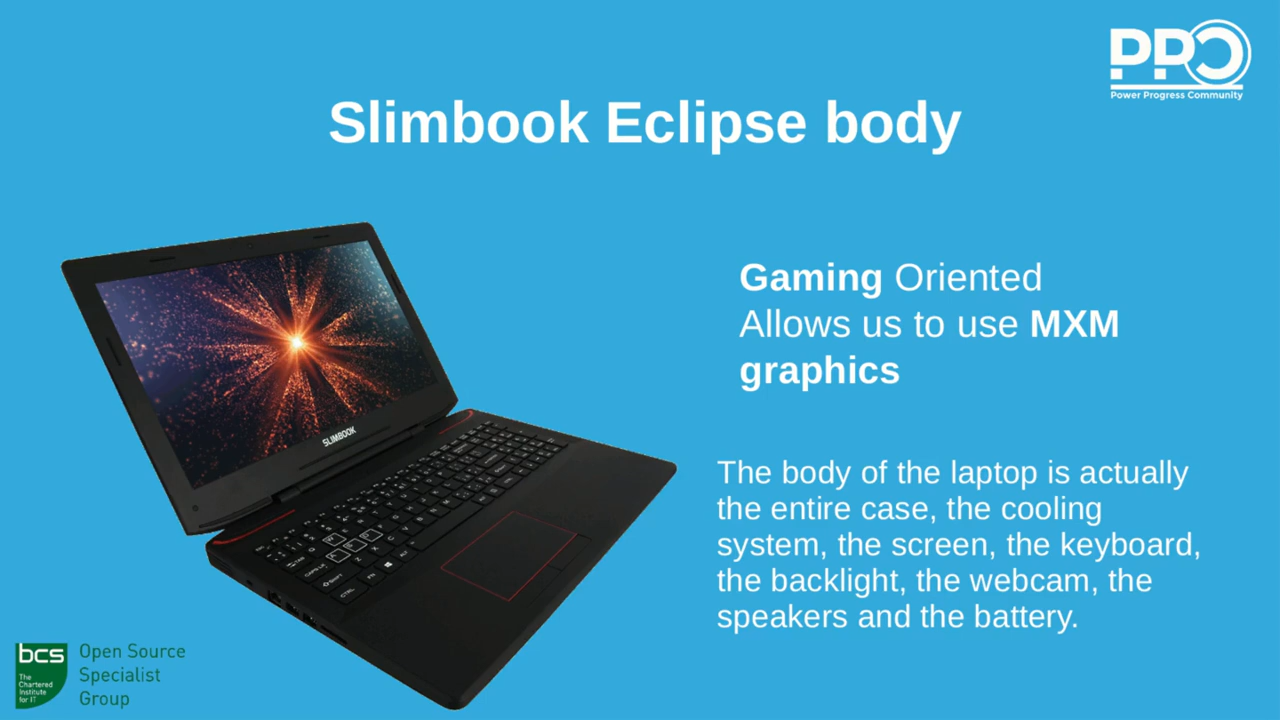 PPC
Power Progress Community
Slimbook Eclipse body
Gaming Oriented
Allows us to use MXM
graphics
SLIMBOOK
The body of the laptop is actually
the entire case, the cooling
system, the screen, the keyboard,
the backlight, the webcam, the
speakers and the battery.
bcs
The
Chartered
Institute
for IT
Open Source
Specialist
Group